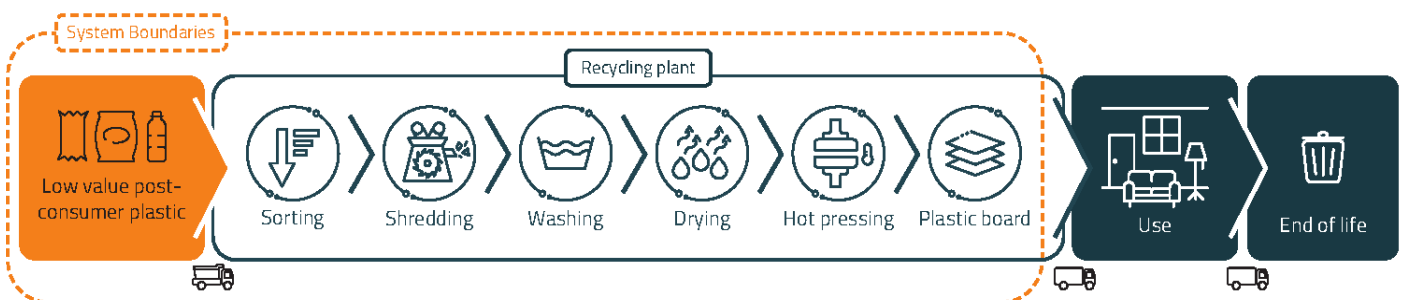 System Boundaries
Recycling plant
Low value post-
consumer plastic
Sorting
Shredding
Washing
Drying
Hot pressing
Plastic board
Use
End of life